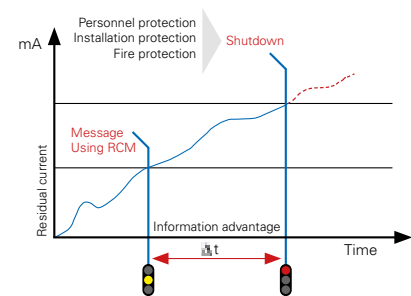 Personnel protection
Installation protection
Fire protection
mA
Shutdown
Message
Using RCM
Residual current
Information advantage
t
Time